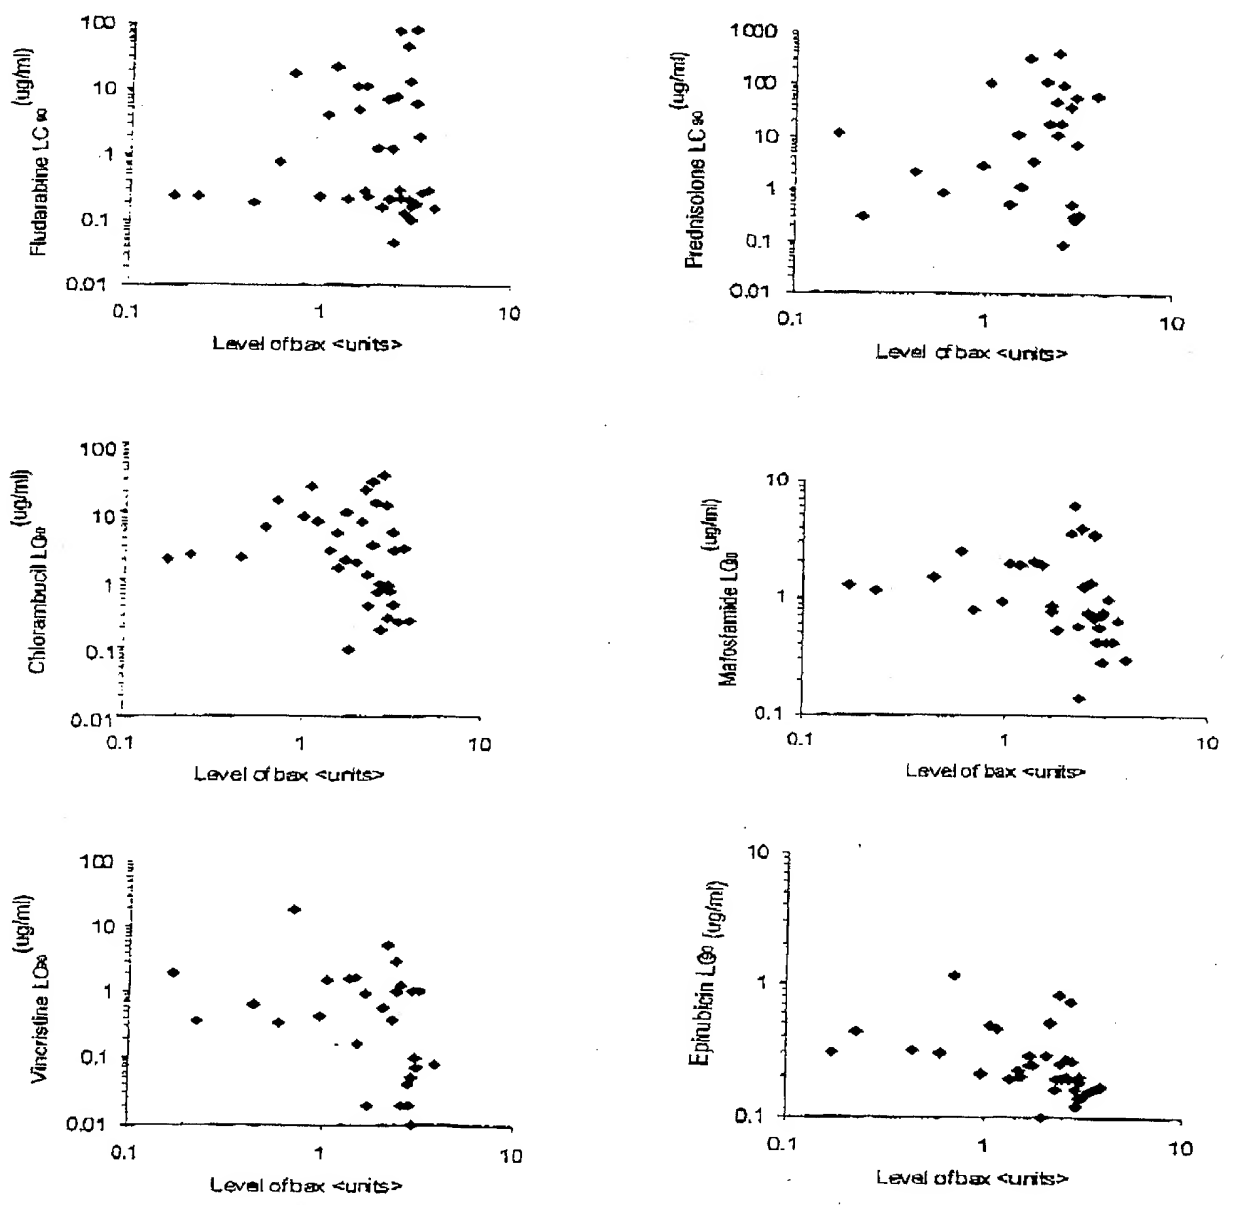 Fludarabine LC 90 (ug/ml)
100
10
1
0.1
0.01
0.1 1 10
Level of bax <units>
Prednisolone LC 90 (ug/ml)
1000
100
10
1
0.1
0.01
0.1 1 10
Level of bax <units>
Chlorambucil LC90 (ug/ml)
100
10
1
0.1
0.01
0.1 1 10
Level of bax <units>
Mafosfamide LC90 (ug/ml)
10
1
0.1
0.1 1 10
Level of bax <units>
Vincristine LC90 (ug/ml)
100
10
1
0.1
0.01
0.1 1 10
Level of bax <units>
Epirubicin LC90 (ug/ml)
10
1
0.1
0.1 1 10
Level of bax <units>